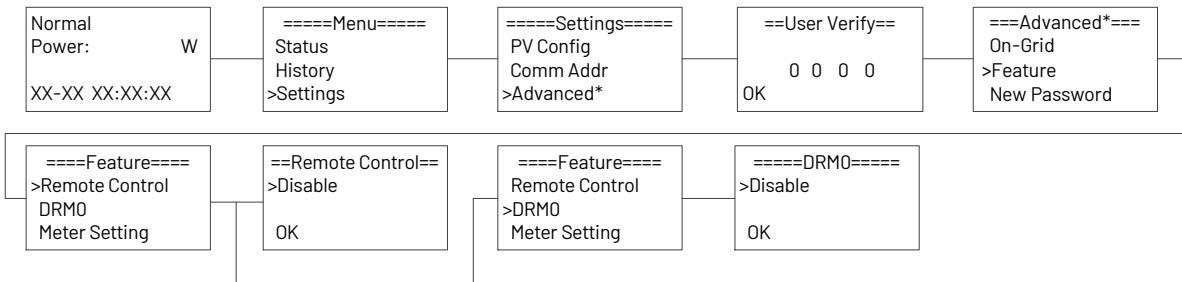 Normal
Power: W
XX-XX XX:XX:XX
=====Menu=====
Status
History
>Settings
=====Settings=====
PV Config
Comm Addr
>Advanced*
==User Verify==
0 0 0 0
OK
===Advanced*===
On-Grid
>Feature
New Password
====Feature====
>Remote Control
DRM0
Meter Setting
==Remote Control==
>Disable
OK
====Feature====
Remote Control
>DRM0
Meter Setting
=====DRM0=====
>Disable
OK